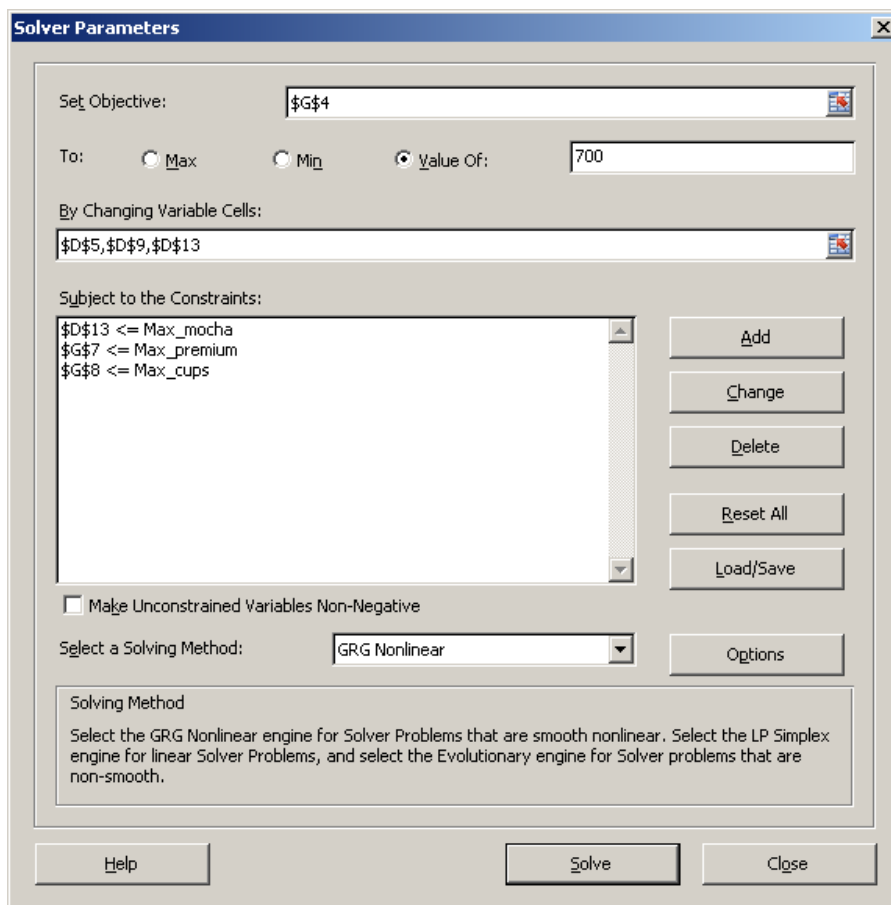 Solver Parameters
Set Objective: $G$4
To: Max Min Value Of: 700
By Changing Variable Cells:
$D$5,$D$9,$D$13
Subject to the Constraints:
$D$13 <= Max_mocha
$G$7 <= Max_premium
$G$8 <= Max_cups
Add
Change
Delete
Reset All
Load/Save
Make Unconstrained Variables Non-Negative
Select a Solving Method: GRG Nonlinear Options
Solving Method
Select the GRG Nonlinear engine for Solver Problems that are smooth nonlinear. Select the LP Simplex
engine for linear Solver Problems, and select the Evolutionary engine for Solver problems that are
non-smooth.
Help Solve Close